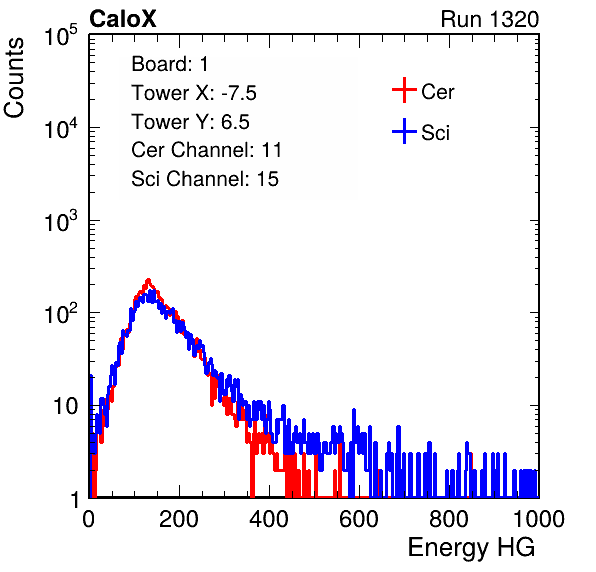 CaloX Run 1320
Counts
10^5
10^4
10^3
10^2
10
1
Board: 1
Tower X: -7.5
Tower Y: 6.5
Cer Channel: 11
Sci Channel: 15
Cer
Sci
0 200 400 600 800 1000
Energy HG